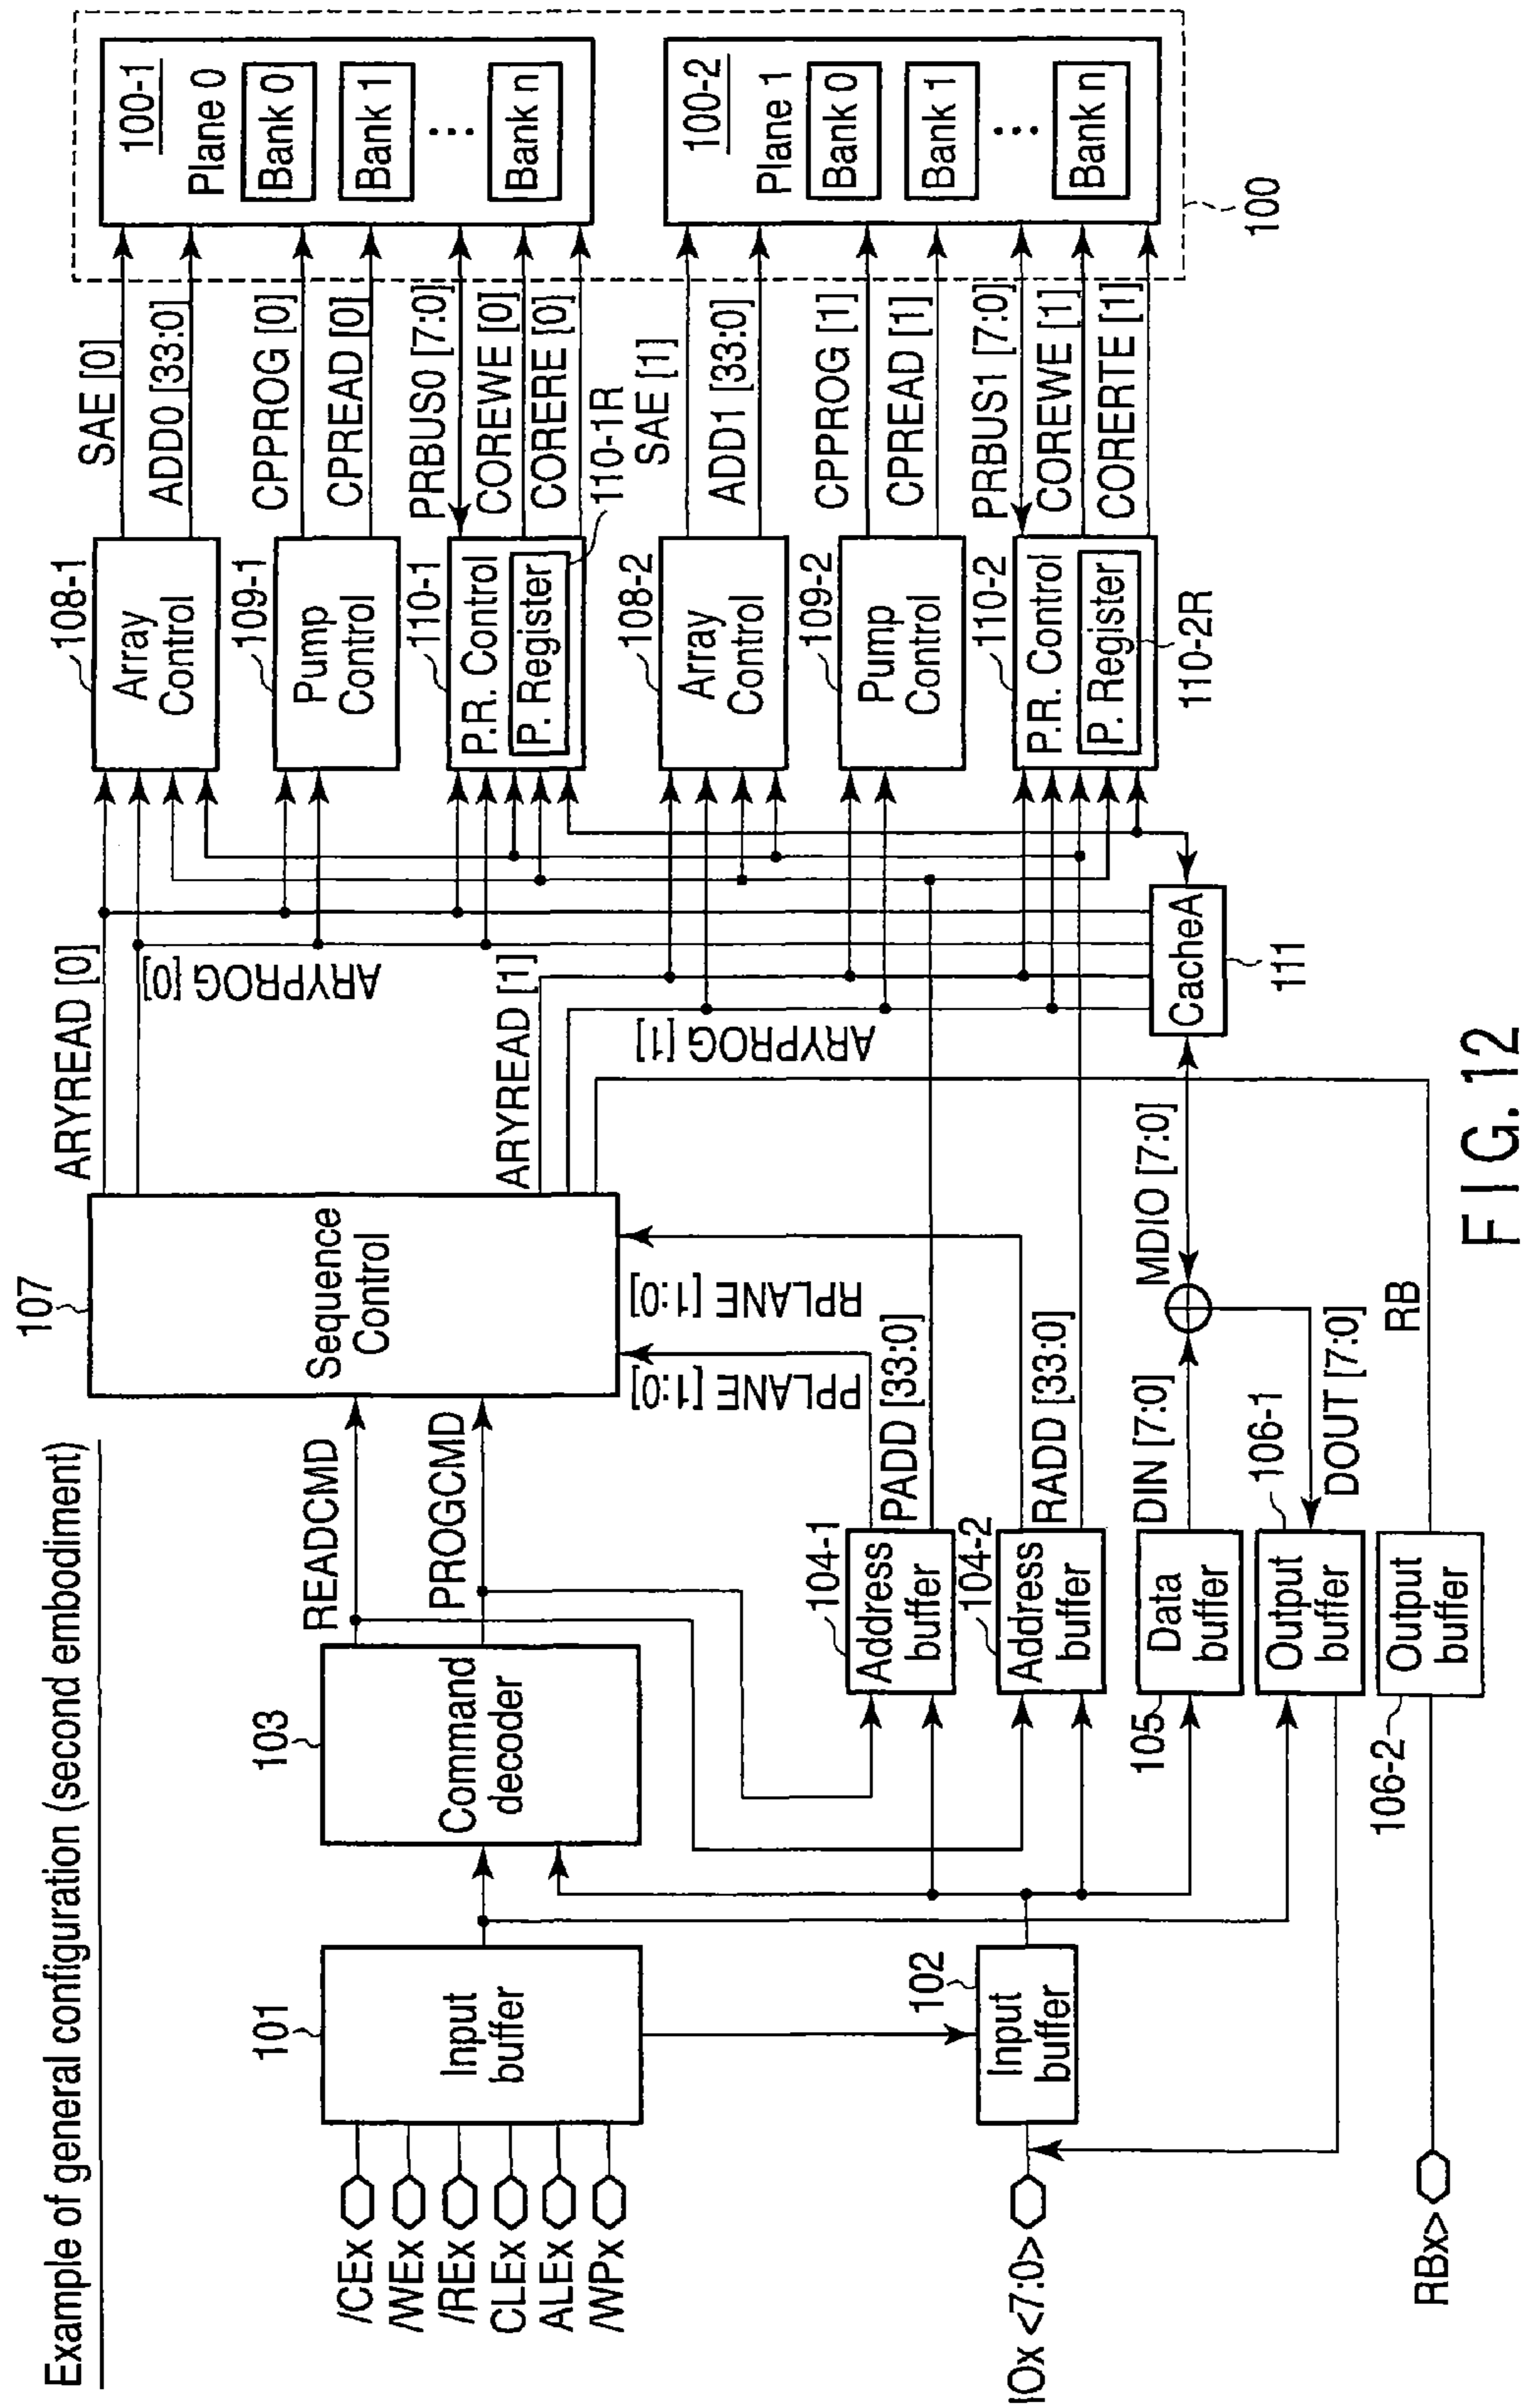 Example of general configuration (second embodiment)
/CEx
/WEx
/REx
CLEx
ALEx
/WPx
IOx <7:0>
RBx>
101
Input
buffer
102
Input
buffer
103
Command
decoder
READCMD
PROGCMD
104-1
Address
buffer
104-2
Address
buffer
105
Data
buffer
106-1
Output
buffer
106-2
Output
buffer
107
Sequence
Control
PPLANE [1:0]
RPLANE [1:0]
PADD [33:0]
RADD [33:0]
DIN [7:0]
DOUT [7:0]
MDIO [7:0]
RB
ARYREAD [0]
ARYPROG [0]
ARYREAD [1]
ARYPROG [1]
CacheA
111
108-1
Array
Control
109-1
Pump
Control
110-1
P.R. Control
P. Register
110-1R
108-2
Array
Control
109-2
Pump
Control
110-2
P.R. Control
P. Register
110-2R
SAE [0]
ADD0 [33:0]
CPPROG [0]
CPREAD [0]
PRBUS0 [7:0]
COREWE [0]
CORERE [0]
SAE [1]
ADD1 [33:0]
CPPROG [1]
CPREAD [1]
PRBUS1 [7:0]
COREWE [1]
CORERTE [1]
100-1
Plane 0
Bank 0
Bank 1
...
Bank n
100-2
Plane 1
Bank 0
Bank 1
...
Bank n
100
FIG. 12